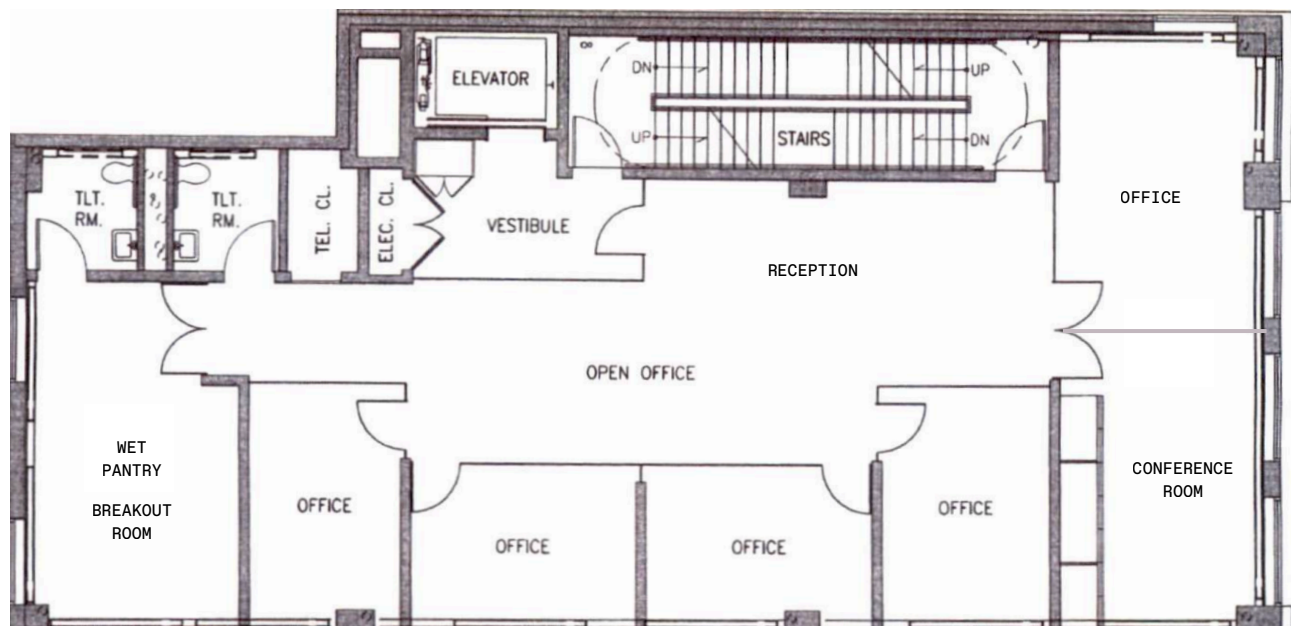 ELEVATOR
DN
UP
UP
STAIRS
DN
TLT.
RM.
TLT.
RM.
TEL. CL.
ELEC. CL.
VESTIBULE
OFFICE
RECEPTION
OPEN OFFICE
WET
PANTRY
BREAKOUT
ROOM
OFFICE
OFFICE
OFFICE
OFFICE
CONFERENCE
ROOM